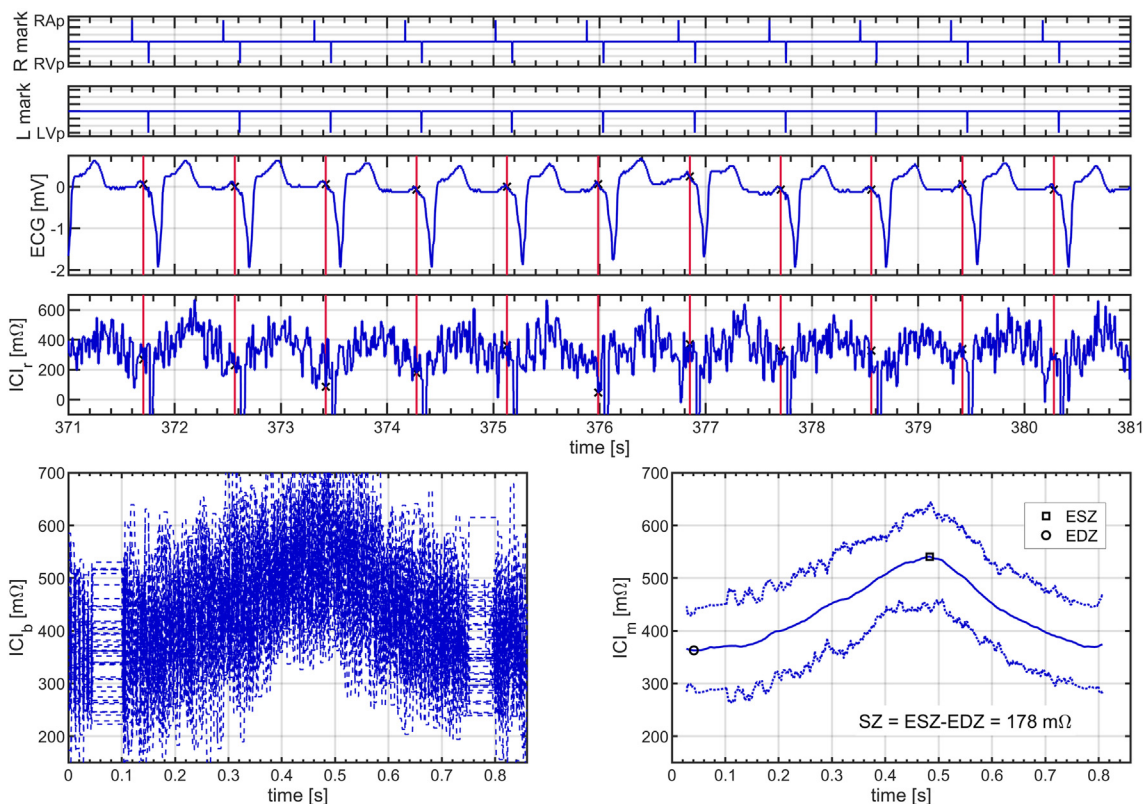 R mark
RAp
RVp
L mark
LVp
ECG [mV]
0
-1
-2
ICI_r [mΩ]
600
400
200
0
371 372 373 374 375 376 377 378 379 380 381
time [s]
ICI_b [mΩ]
700
600
500
400
300
200
0 0.1 0.2 0.3 0.4 0.5 0.6 0.7 0.8
time [s]
ICI_m [mΩ]
700
600
500
400
300
200
ESZ
EDZ
SZ = ESZ-EDZ = 178 mΩ
0 0.1 0.2 0.3 0.4 0.5 0.6 0.7 0.8
time [s]